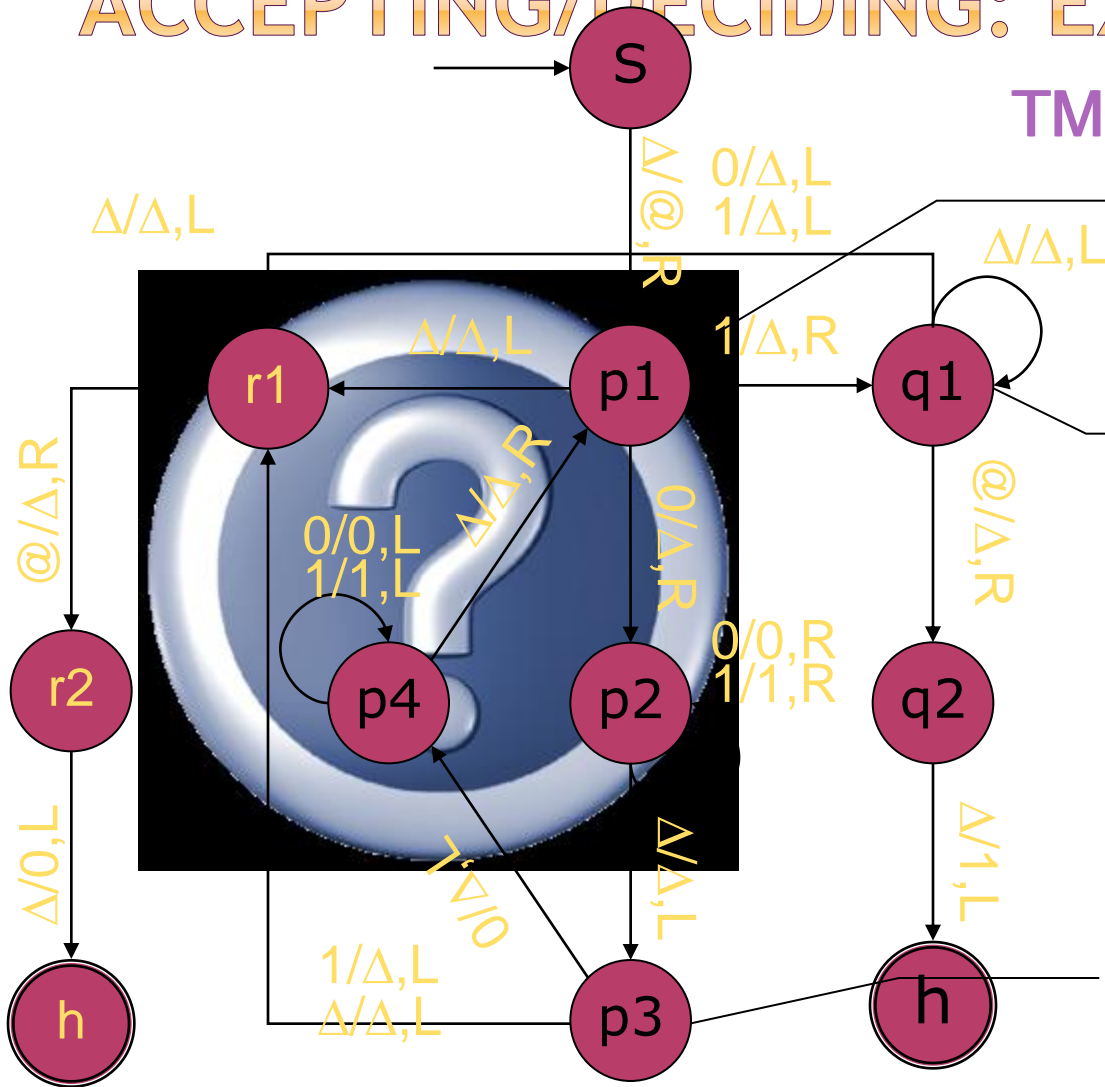 ACCEPTING/DECIDING: EX
S
TM
Δ/@,R
0/Δ,L
1/Δ,L
Δ/Δ,L
Δ/Δ,L
r1
Δ/Δ,L
p1
1/Δ,R
q1
@/Δ,R
Δ/Δ,R
0/Δ,R
@/Δ,R
0/0,L
1/1,L
0/0,R
1/1,R
r2
p4
p2
q2
Δ/0,L
0/Δ,L
Δ/Δ,L
Δ/1,L
1/Δ,L
Δ/Δ,L
h
p3
h